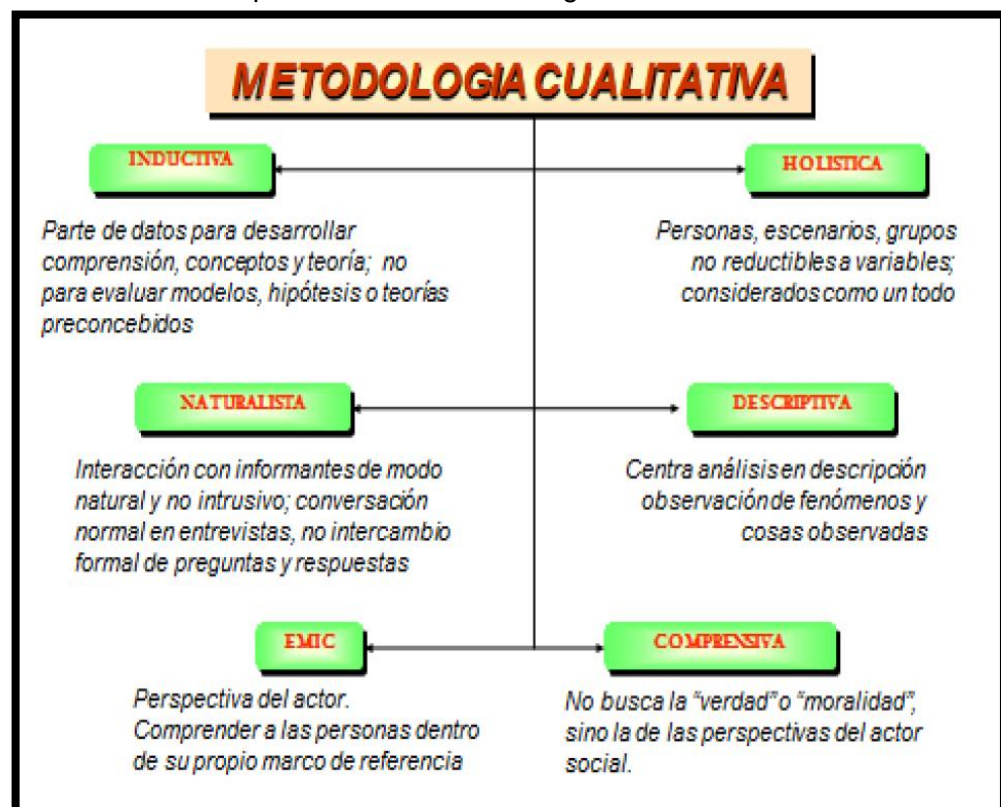 METODOLOGIA CUALITATIVA
INDUCTIVA
Parte de datos para desarrollar
comprensión, conceptos y teoría; no
para evaluar modelos, hipótesis o teorías
preconcebidos
HOLISTICA
Personas, escenarios, grupos
no reductibles a variables;
considerados como un todo
NATURALISTA
Interacción con informantes de modo
natural y no intrusivo; conversación
normal en entrevistas, no intercambio
formal de preguntas y respuestas
DESCRIPTIVA
Centra análisis en descripción
observación de fenómenos y
cosas observadas
EMIC
Perspectiva del actor.
Comprender a las personas dentro
de su propio marco de referencia
COMPRENSIVA
No busca la “verdad” o “moralidad”,
sino la de las perspectivas del actor
social.